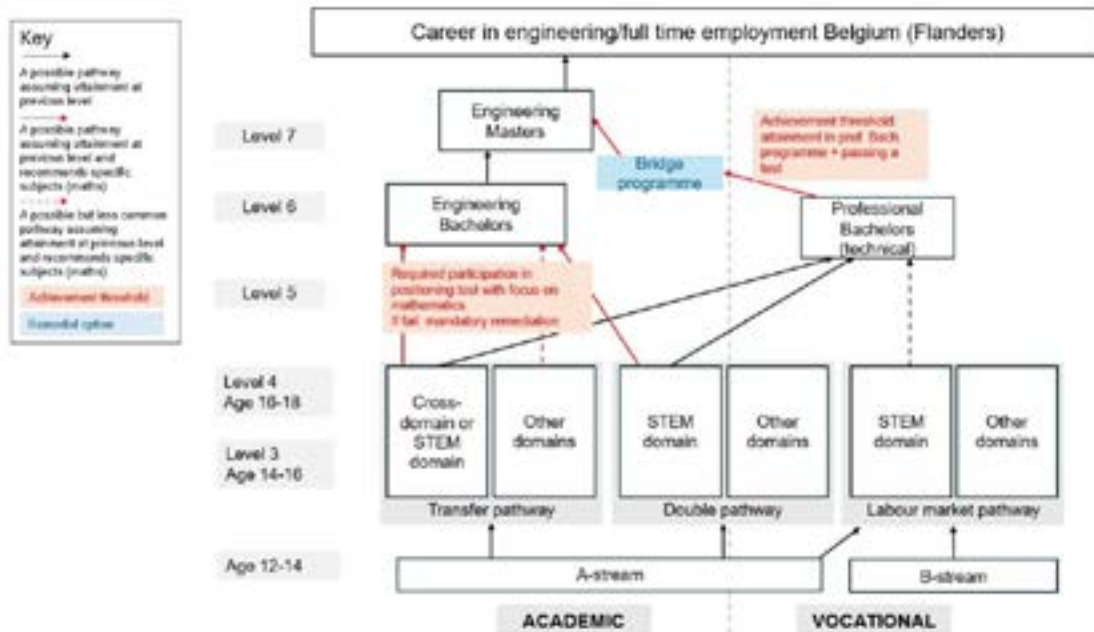 Career in engineering/full time employment Belgium (Flanders)
Key
A possible pathway
assuming attainment at
previous level
A possible pathway
assuming attainment at
previous level and
recommends specific
subjects (maths)
A possible but less common
pathway assuming
attainment at previous level
and recommends specific
subjects (maths)
Achievement threshold
Remedial option
Level 7
Engineering
Masters
Achievement threshold:
attainment in prof. Bach
programme + passing a
test
Bridge
programme
Level 6
Engineering
Bachelors
Professional
Bachelors
(technical)
Level 5
Required participation in
positioning test with focus on
mathematics
If fail: mandatory remediation
Level 4
Age 16-18
Level 3
Age 14-16
Cross-
domain or
STEM
domain
Other
domains
STEM
domain
Other
domains
STEM
domain
Other
domains
Transfer pathway
Double pathway
Labour market pathway
Age 12-14
A-stream
B-stream
ACADEMIC
VOCATIONAL